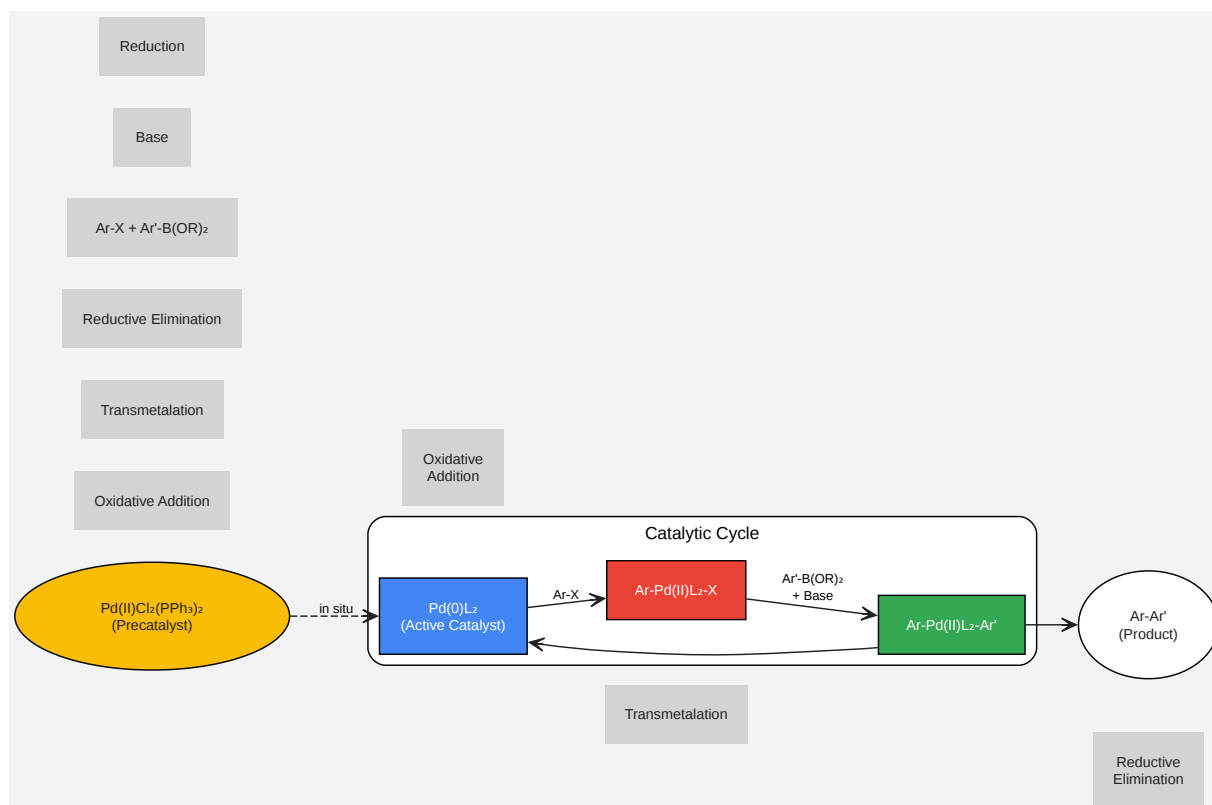 Reduction
Base
Ar-X + Ar'-B(OR)₂
Reductive Elimination
Transmetalation
Oxidative Addition
Oxidative
Addition
Catalytic Cycle
Pd(II)Cl₂(PPh₃)₂
(Precatalyst)
in situ
Pd(0)L₂
(Active Catalyst)
Ar-X
Ar-Pd(II)L₂-X
Ar'-B(OR)₂
+ Base
Ar-Pd(II)L₂-Ar'
Ar-Ar'
(Product)
Transmetalation
Reductive
Elimination